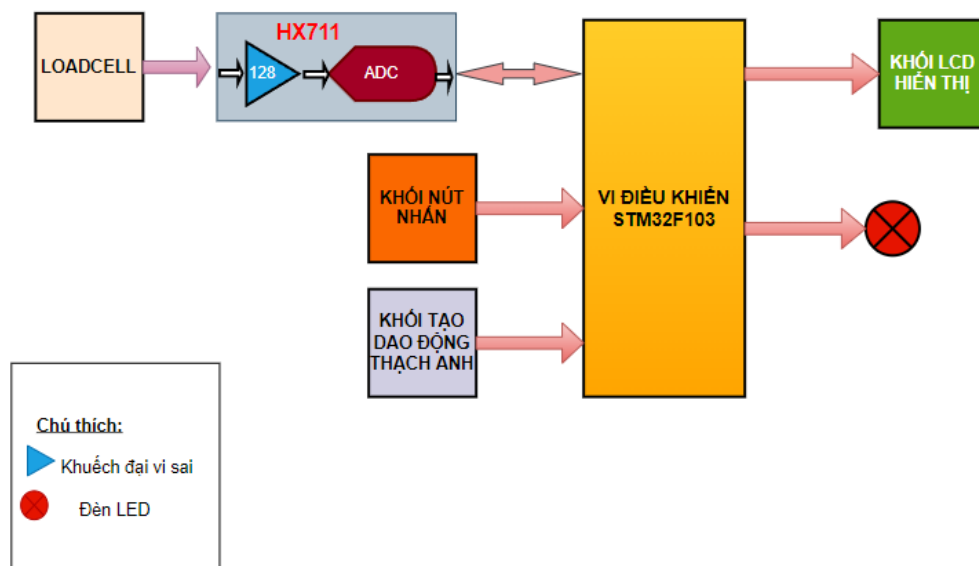 LOADCELL
HX711
128
ADC
KHỐI LCD
HIỂN THỊ
KHỐI NÚT
NHẤN
VI ĐIỀU KHIỂN
STM32F103
KHỐI TẠO
DAO ĐỘNG
THẠCH ANH
Chú thích:
Khuếch đại vi sai
Đèn LED